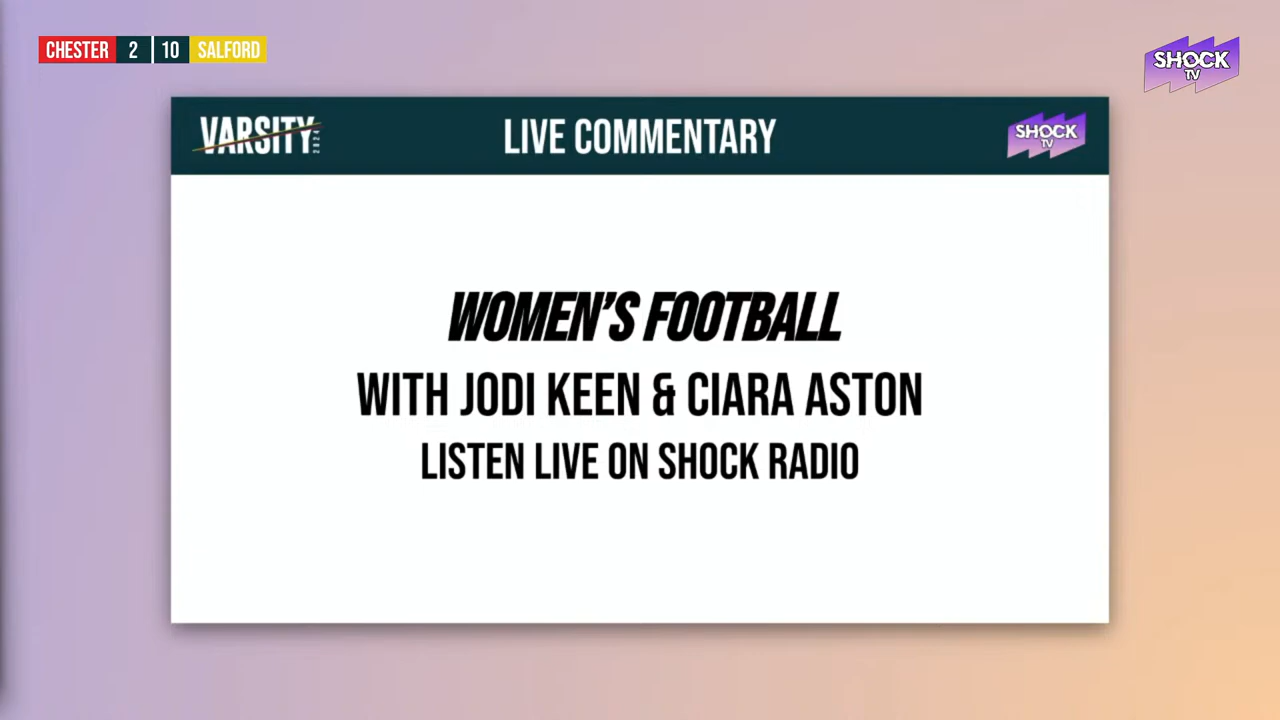 CHESTER 2 10 SALFORD
SHOCK
TV
VARSITY
2024
LIVE COMMENTARY
SHOCK
TV
WOMEN'S FOOTBALL
WITH JODI KEEN & CIARA ASTON
LISTEN LIVE ON SHOCK RADIO